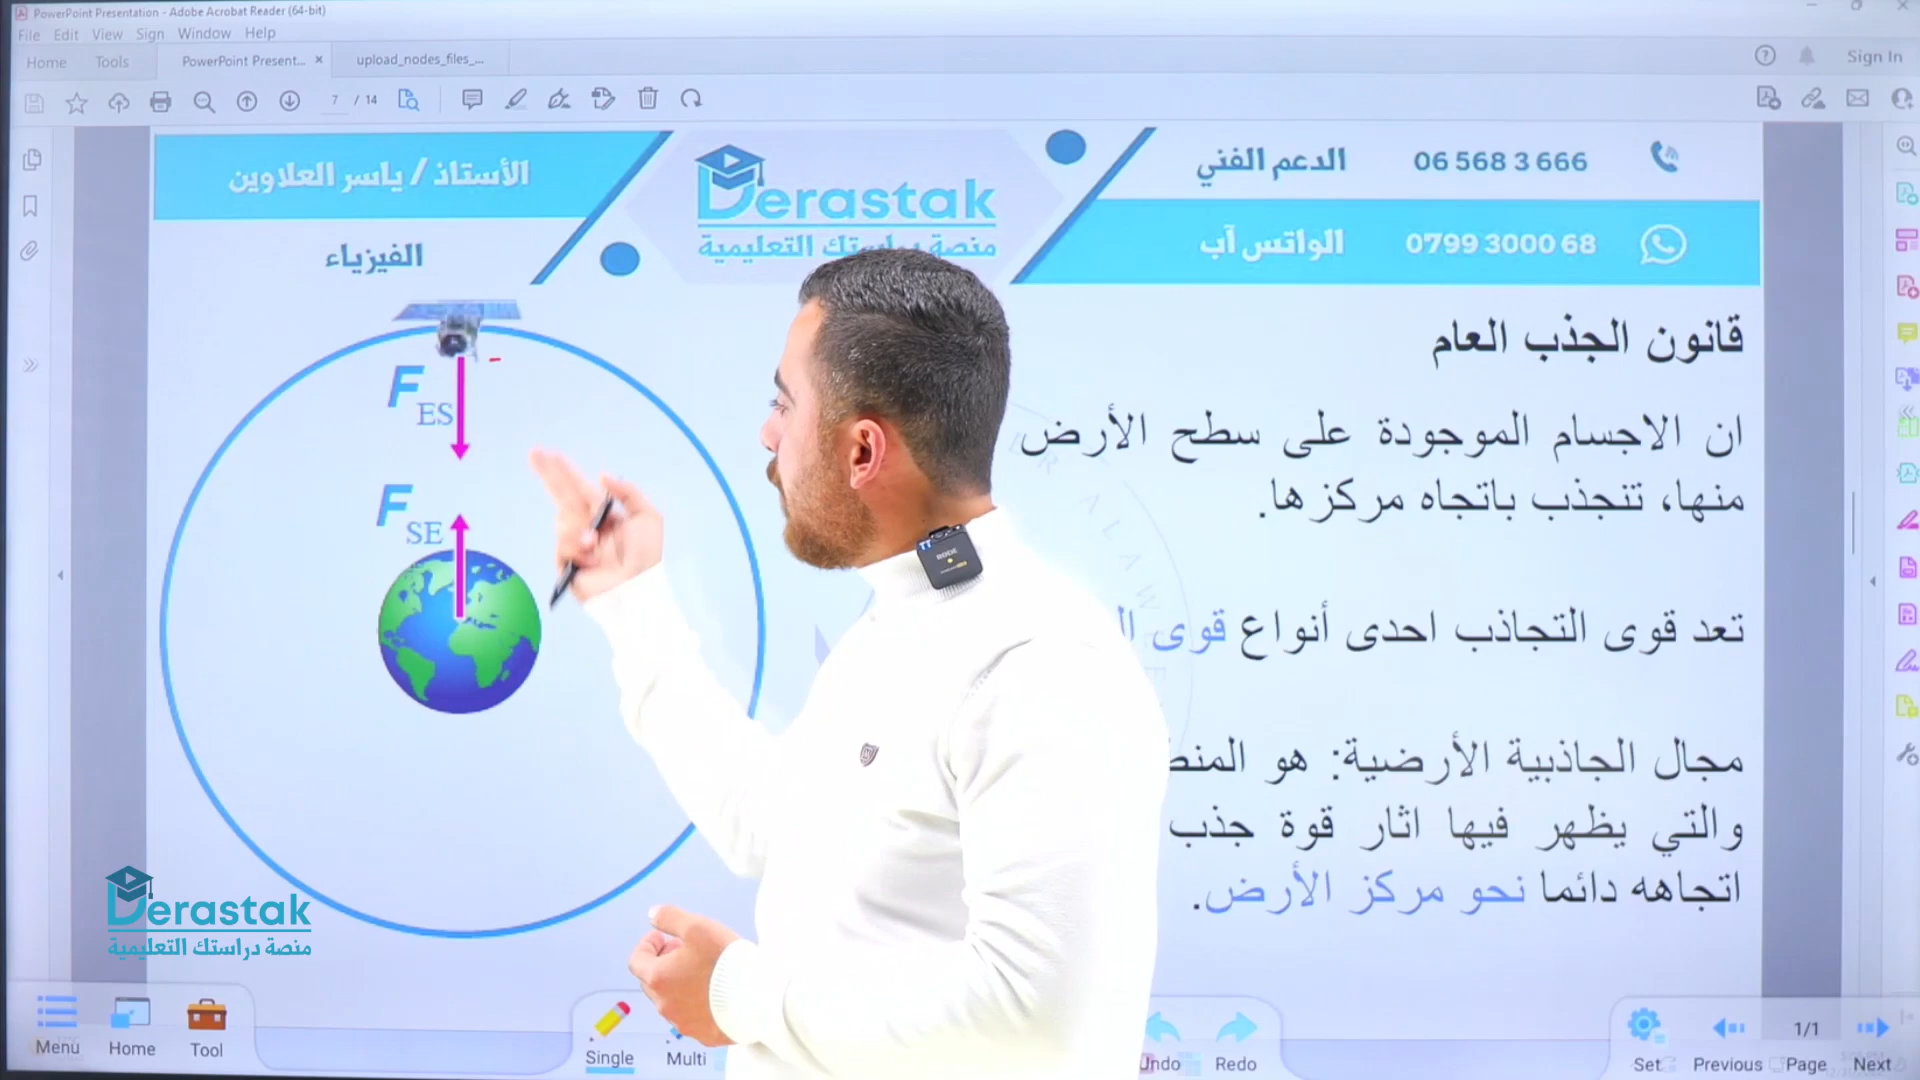 PowerPoint Presentation - Adobe Acrobat Reader (64-bit)
File Edit View Sign Window Help
Home Tools PowerPoint Present... × upload_nodes_files_... Sign In
7 / 14
الأستاذ / ياسر العلاوين
الفيزياء
Derastak
منصة دراستك التعليمية
الدعم الفني 06 568 3 666
الواتس آب 0799 3000 68
قانون الجذب العام
ان الاجسام الموجودة على سطح الأرض
منها، تنجذب باتجاه مركزها.
تعد قوى التجاذب احدى أنواع قوى
مجال الجاذبية الأرضية: هو
والتي يظهر فيها اثار قوة جذب
اتجاهه دائما نحو مركز الأرض.
F ES
F SE
RODE
Derastak
منصة دراستك التعليمية
Menu Home Tool
Single Multi
Undo Redo
Set Previous 1/1 Page Next